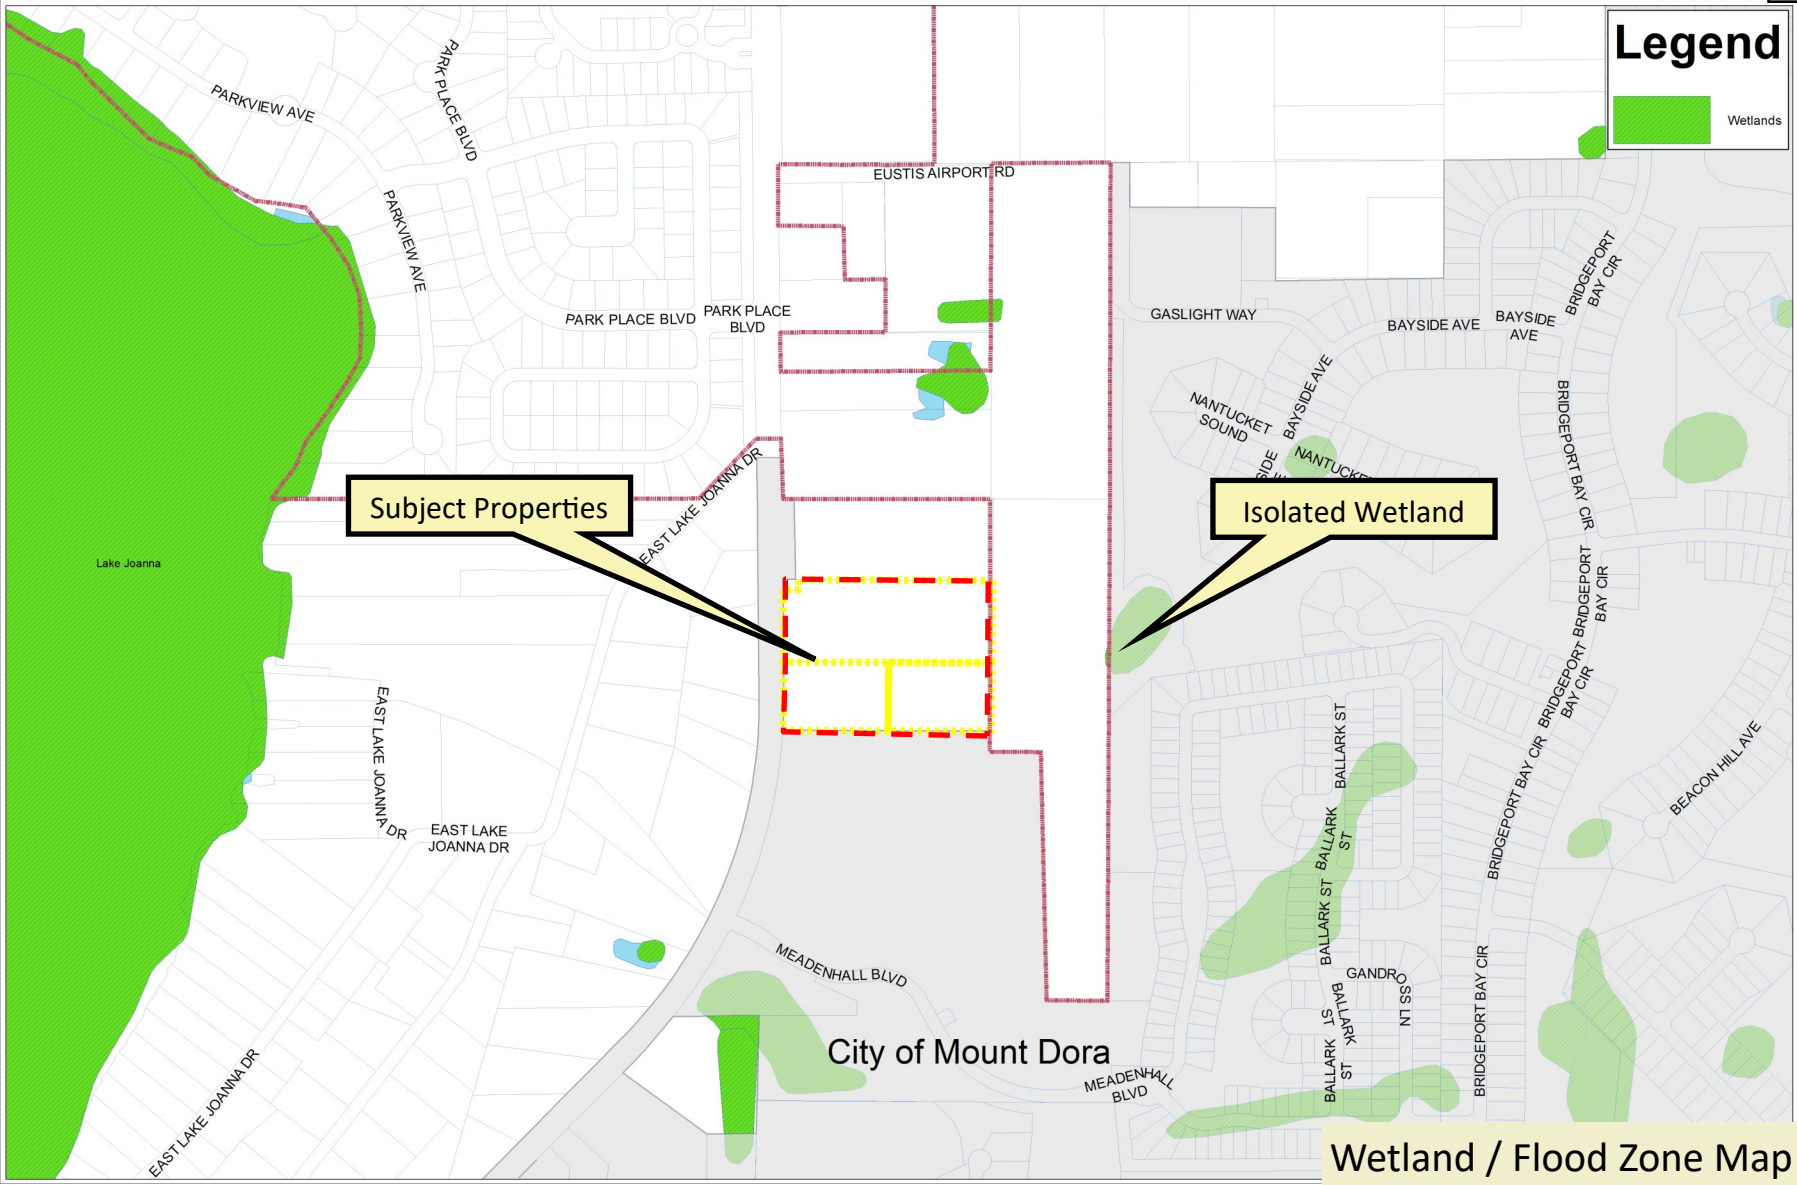 Legend
Wetlands
PARK PLACE BLVD
PARKVIEW AVE
EUSTIS AIRPORT RD
PARKVIEW AVE
BRIDGEPORT
BAY CIR
PARK PLACE BLVD
PARK PLACE
BLVD
GASLIGHT WAY
BAYSIDE AVE
BAYSIDE
AVE
BAYSIDE AVE
NANTUCKET
SOUND
BRIDGEPORT BAY CIR
NANTUCKE
SIDE
EAST LAKE JOANNA DR
Subject Properties
Isolated Wetland
Lake Joanna
BRIDGEPORT
BAY CIR
BRIDGEPORT
BAY CIR
EAST LAKE
JOANNA DR
BALLARK ST
BRIDGEPORT BAY CIR
BEACON HILL AVE
EAST LAKE
JOANNA DR
BALLARK
ST
BALLARK ST
MEADENHALL BLVD
GANDROSS LN
BRIDGEPORT BAY CIR
BALLARK
ST
City of Mount Dora
BALLARK
ST
MEADENHALL
BLVD
EAST LAKE JOANNA DR
Wetland / Flood Zone Map